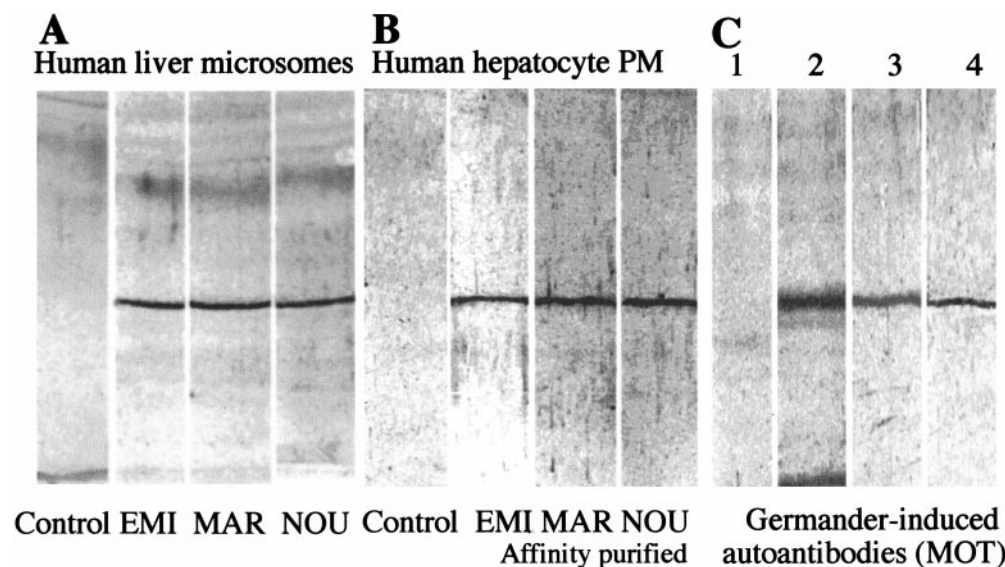 A
Human liver microsomes
Control EMI MAR NOU
B
Human hepatocyte PM
Control EMI MAR NOU
Affinity purified
C
1 2 3 4
Germander-induced
autoantibodies (MOT)